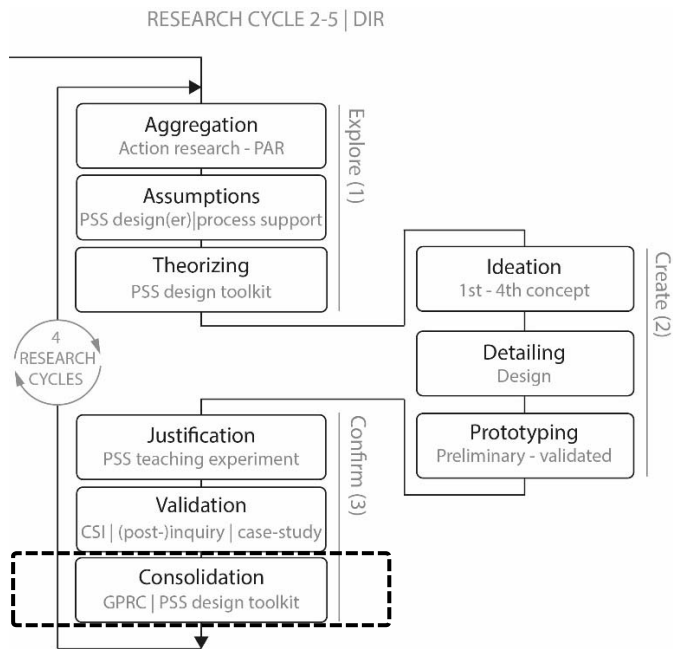 RESEARCH CYCLE 2-5 | DIR
Aggregation
Action research - PAR
Assumptions
PSS design(er)|process support
Theorizing
PSS design toolkit
Explore (1)
Ideation
1st - 4th concept
Detailing
Design
Prototyping
Preliminary - validated
Create (2)
4
RESEARCH
CYCLES
Justification
PSS teaching experiment
Validation
CSI | (post-)inquiry | case-study
Consolidation
GPRC | PSS design toolkit
Confirm (3)